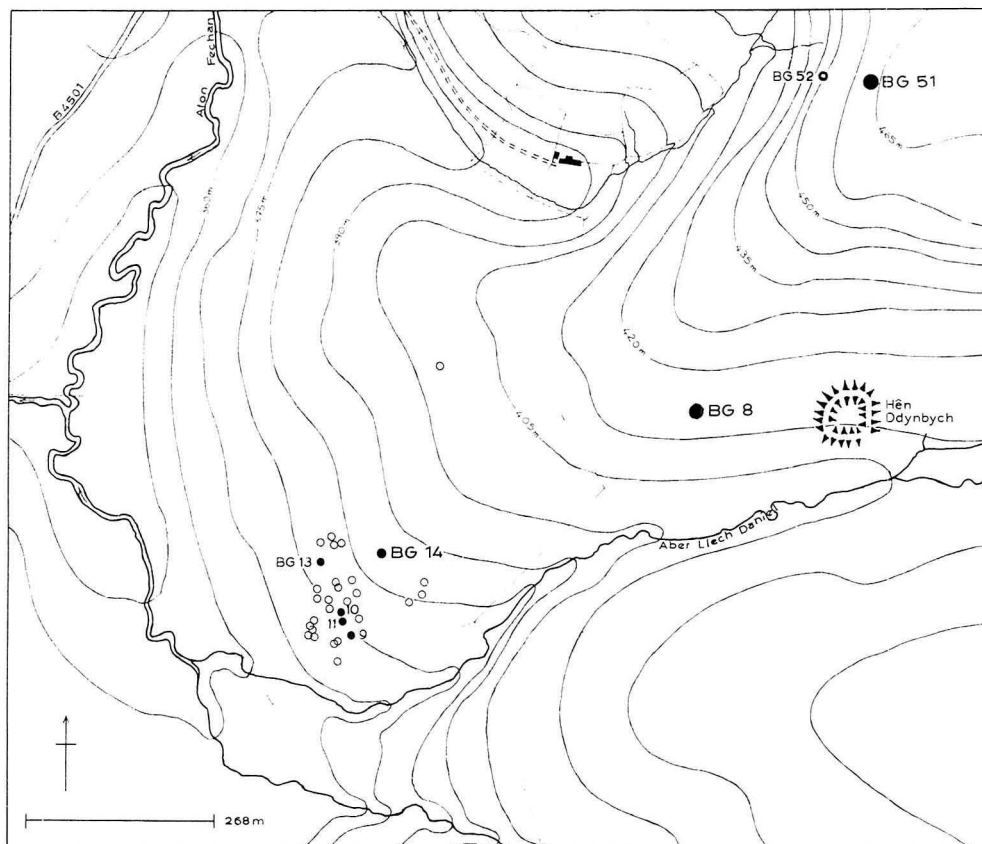 B4501
Afon Fechan
BG 52
BG 51
465m
450m
435m
420m
405m
390m
375m
360m
BG 8
Hên
Ddynbych
Aber Llech Daniel
BG 14
BG 13
10
11
9
268m